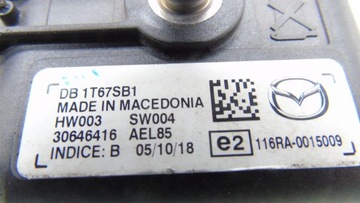 DB 1T67SB1
MADE IN MACEDONIA
HW003 SW004
30646416 AEL85
INDICE: B 05/10/18
e2 116RA-0015009